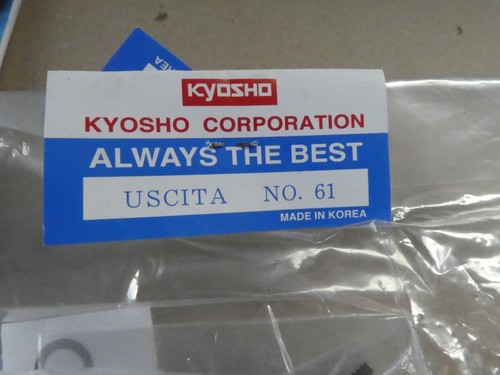 KYOSHO
KYOSHO CORPORATION
ALWAYS THE BEST
USCITA NO. 61
MADE IN KOREA